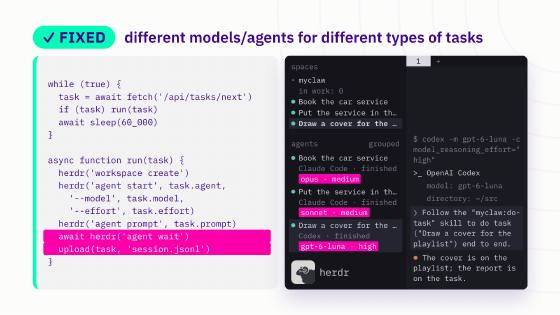 ✓ FIXED different models/agents for different types of tasks
while (true) {
task = await fetch('/api/tasks/next')
if (task) run(task)
await sleep(60_000)
}
async function run(task) {
herdr('workspace create')
herdr('agent start', task.agent,
'--model', task.model,
'--effort', task.effort)
herdr('agent prompt', task.prompt)
await herdr('agent wait')
upload(task, 'session.jsonl')
}
spaces
- myclaw
in work: 0
Book the car service
Put the service in th…
Draw a cover for the …
agents grouped
Book the car service
Claude Code · finished
opus · medium
Put the service in th…
Claude Code · finished
sonnet · medium
Draw a cover for the …
Codex · finished
gpt-6-luna · high
herdr
1 +
$ codex -m gpt-6-luna -c
model_reasoning_effort="
high"
>_ OpenAI Codex
model: gpt-6-luna
directory: ~/src
› Follow the "myclaw:do-
task" skill to do task
("Draw a cover for the
playlist") end to end.
• The cover is on the
playlist; the report is
on the task.